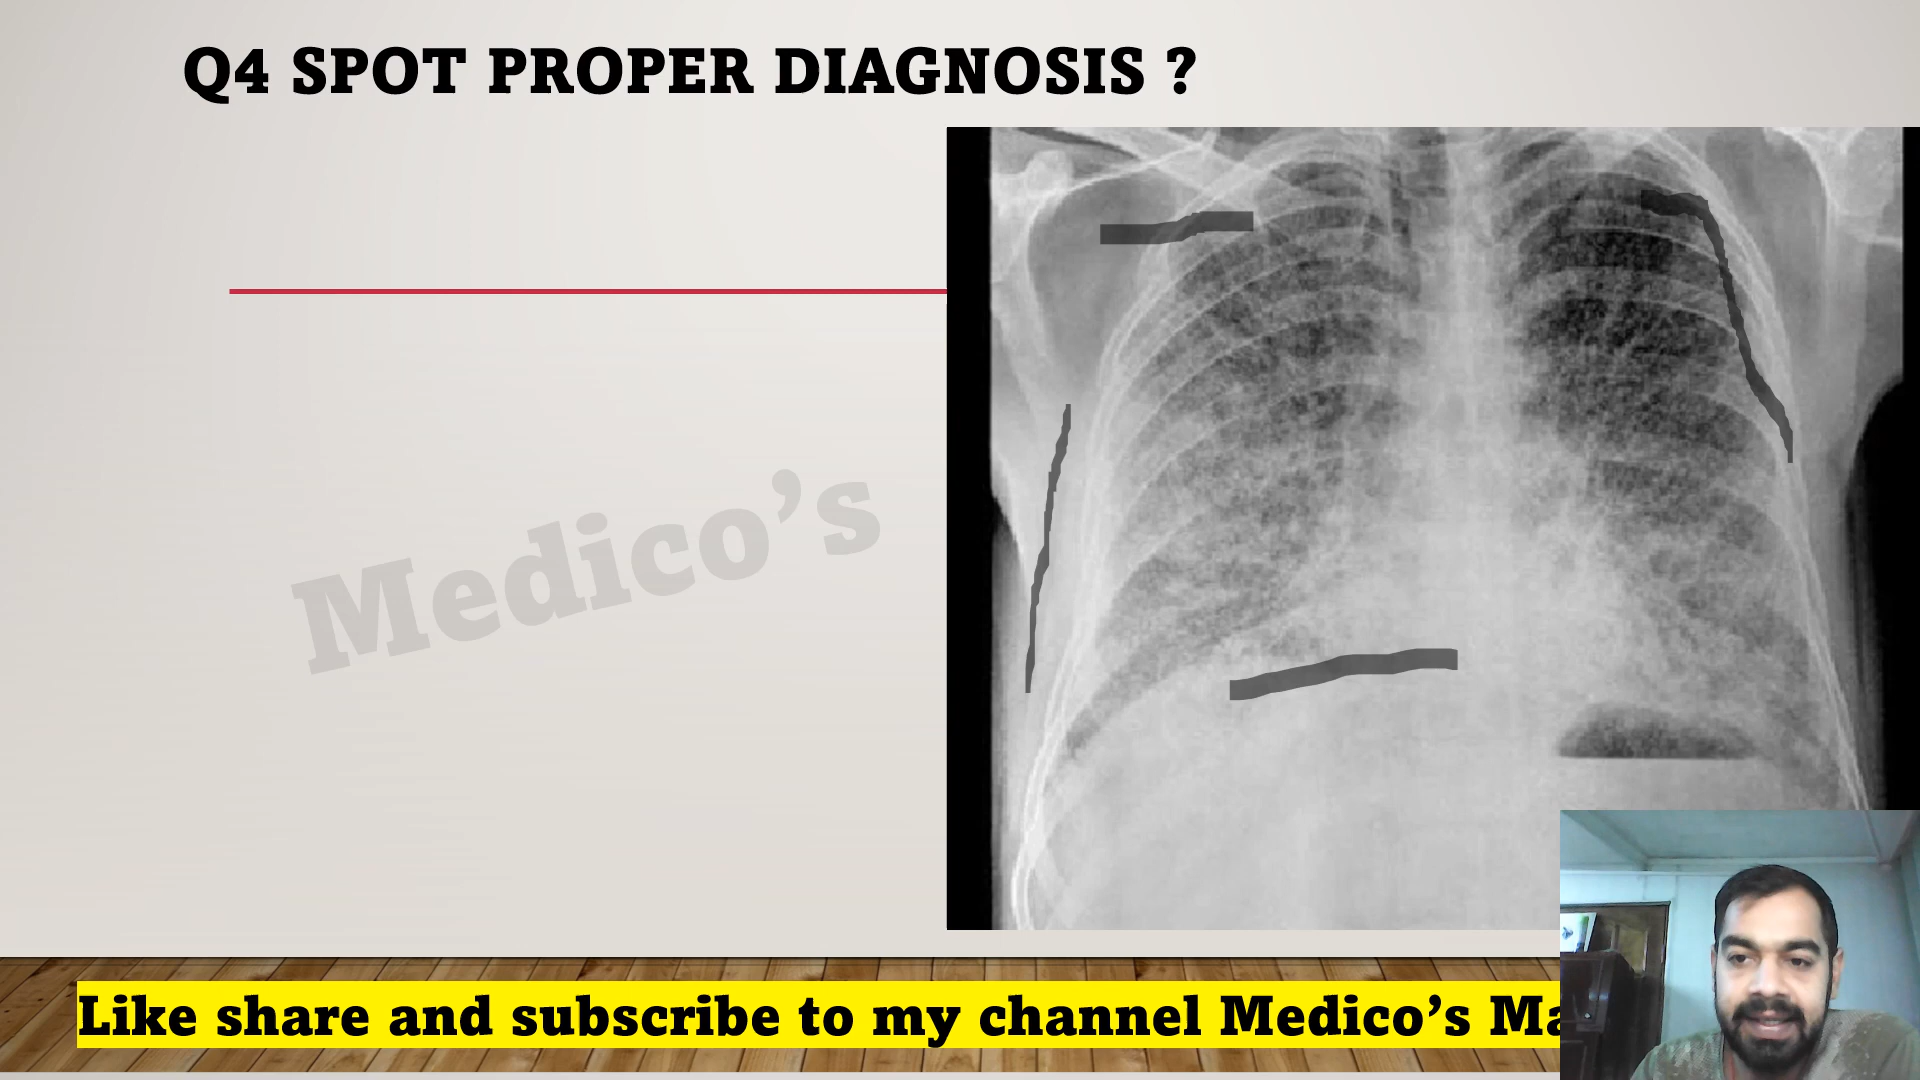 Q4 SPOT PROPER DIAGNOSIS ?
Medico’s
Like share and subscribe to my channel Medico’s Ma